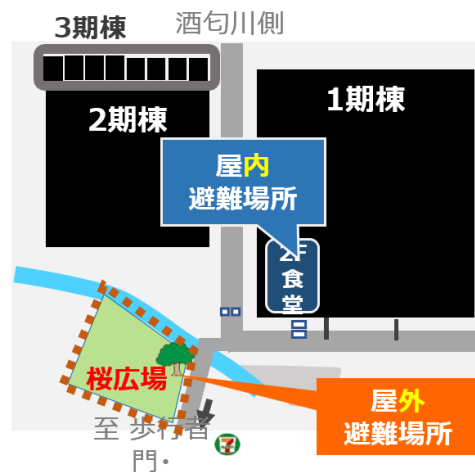 酒匂川側
3期棟
1期棟
2期棟
屋内
避難場所
2F
食
堂
桜広場
屋外
避難場所
至 歩行者
門・
7